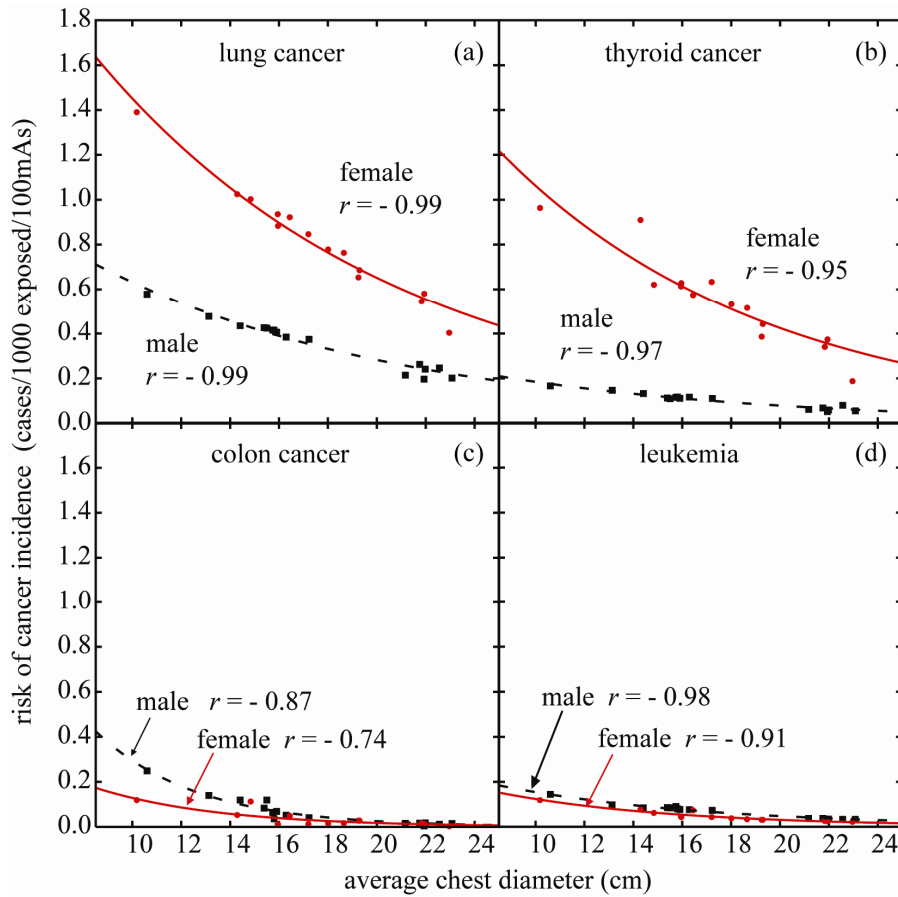 risk of cancer incidence (cases/1000 exposed/100mAs)
1.8
1.6
1.4
1.2
1.0
0.8
0.6
0.4
0.2
0.0
lung cancer
(a)
female
r = - 0.99
male
r = - 0.99
thyroid cancer
(b)
female
r = - 0.95
male
r = - 0.97
1.6
1.4
1.2
1.0
0.8
0.6
0.4
0.2
0.0
colon cancer
(c)
male r = - 0.87
female r = - 0.74
leukemia
(d)
male r = - 0.98
female r = - 0.91
10 12 14 16 18 20 22 24
10 12 14 16 18 20 22 24
average chest diameter (cm)